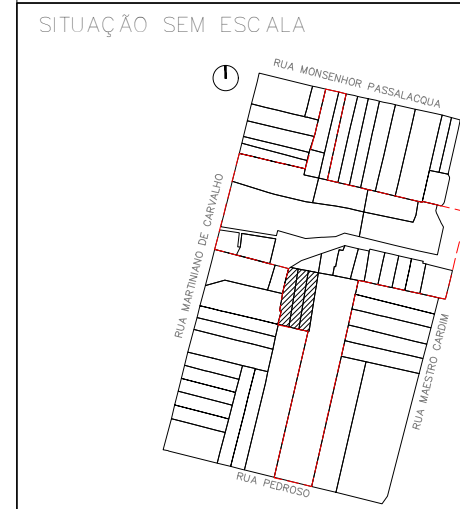 SITUAÇÃO SEM ESCALA
RUA MONSENHOR PASSALACQUA
RUA MARTINIANO DE CARVALHO
RUA MAESTRO CARDIM
RUA PEDROSO